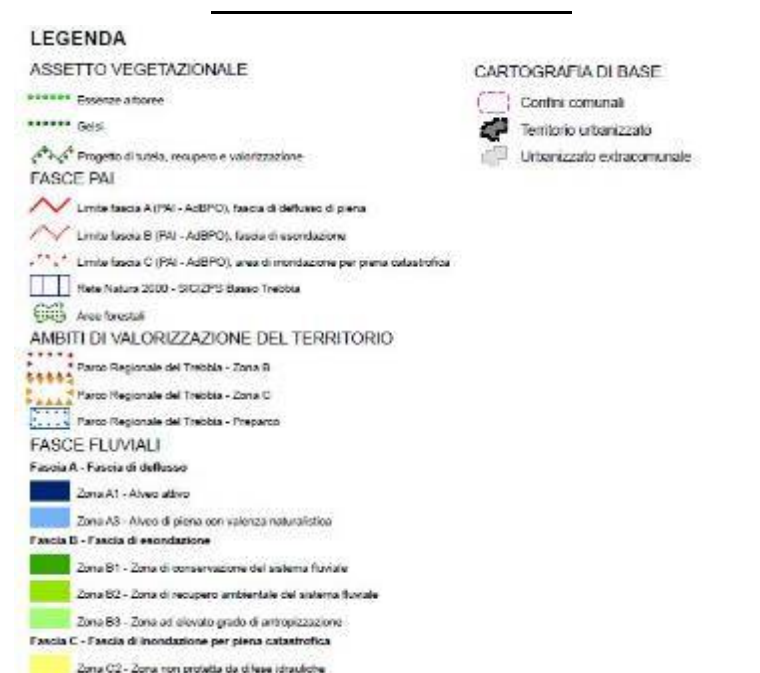 LEGENDA
ASSETTO VEGETAZIONALE
Essenze arboree
Gelsi
Progetto di tutela, recupero e valorizzazione
FASCE PAI
Limite fascia A (PAI - AdBPO), fascia di deflusso di piena
Limite fascia B (PAI - AdBPO), fascia di esondazione
Limite fascia C (PAI - AdBPO), area di inondazione per piena catastrofica
Rete Natura 2000 - SIC/ZPS Basso Trebbia
Aree forestali
AMBITI DI VALORIZZAZIONE DEL TERRITORIO
Parco Regionale del Trebbia - Zona B
Parco Regionale del Trebbia - Zona C
Parco Regionale del Trebbia - Preparco
FASCE FLUVIALI
Fascia A - Fascia di deflusso
Zona A1 - Alveo attivo
Zona A3 - Alveo di piena con valenza naturalistica
Fascia B - Fascia di esondazione
Zona B1 - Zona di conservazione del sistema fluviale
Zona B2 - Zona di recupero ambientale del sistema fluviale
Zona B3 - Zona ad elevato grado di antropizzazione
Fascia C - Fascia di inondazione per piena catastrofica
Zona C2 - Zona non protetta da difese idrauliche
CARTOGRAFIA DI BASE
Confini comunali
Territorio urbanizzato
Urbanizzato extracomunale